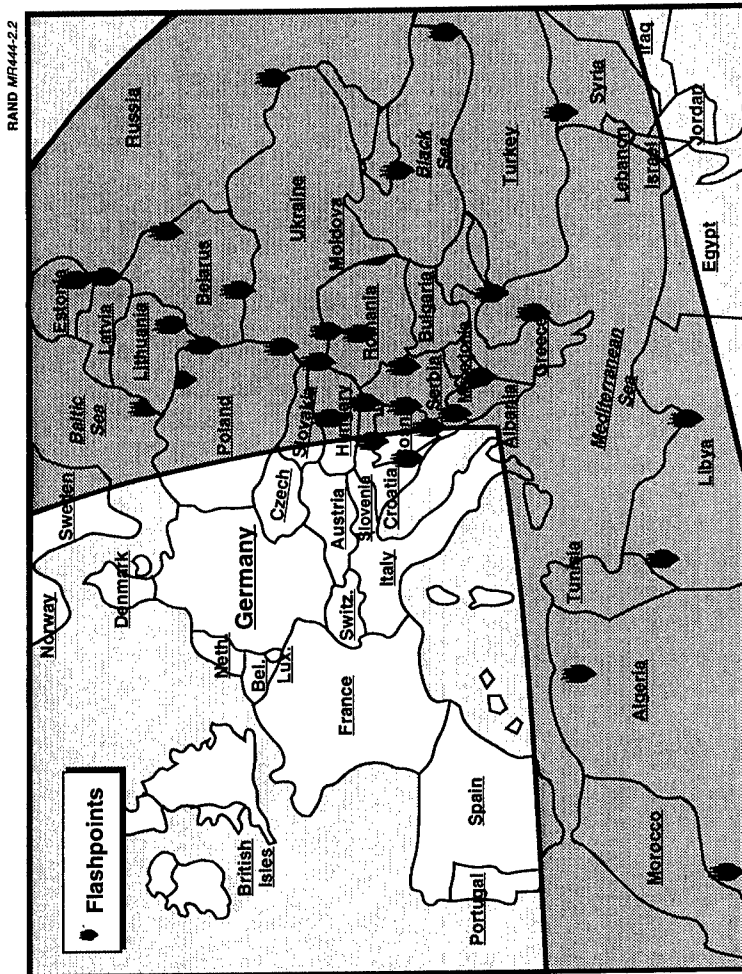 RAND MR444-2.2
Flashpoints
Norway
Sweden
Baltic
Sea
Estonia
Latvia
Lithuania
Russia
Denmark
British
Isles
Neth.
Bel.
Lux.
Germany
Poland
Belarus
Czech
Slovakia
Ukraine
France
Switz.
Austria
Hungary
Moldova
Slovenia
Croatia
Romania
Italy
Serbia
Bulgaria
Black
Sea
Portugal
Spain
Macedonia
Albania
Greece
Turkey
Mediterranean
Sea
Syria
Lebanon
Israel
Iraq
Jordan
Morocco
Algeria
Tunisia
Libya
Egypt